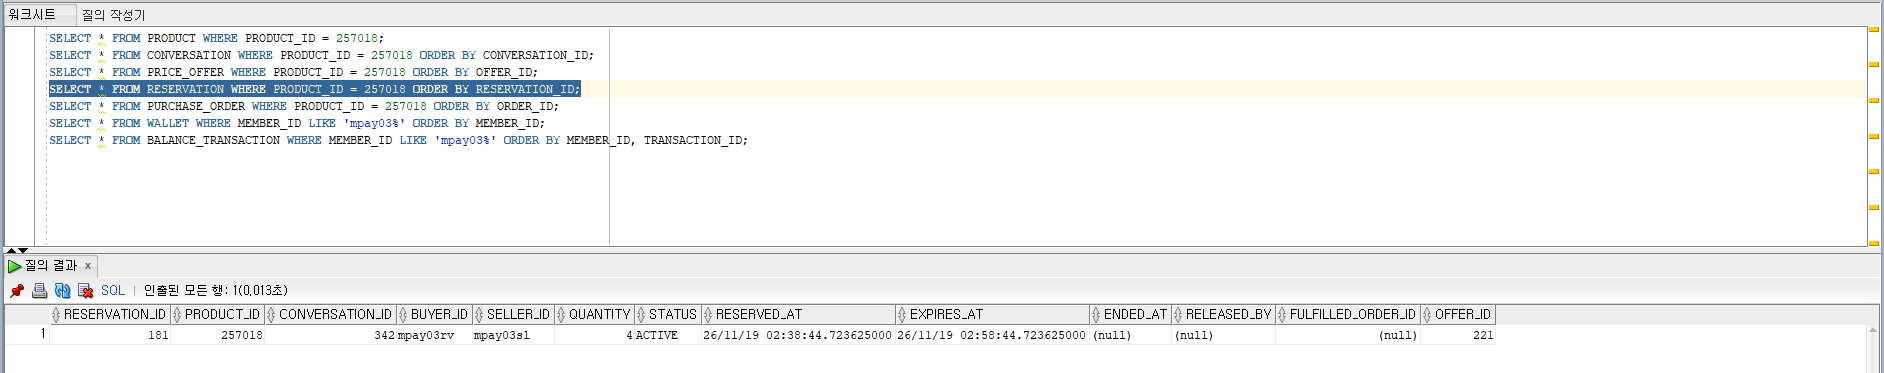 워크시트 질의 작성기
SELECT * FROM PRODUCT WHERE PRODUCT_ID = 257018;
SELECT * FROM CONVERSATION WHERE PRODUCT_ID = 257018 ORDER BY CONVERSATION_ID;
SELECT * FROM PRICE_OFFER WHERE PRODUCT_ID = 257018 ORDER BY OFFER_ID;
SELECT * FROM RESERVATION WHERE PRODUCT_ID = 257018 ORDER BY RESERVATION_ID;
SELECT * FROM PURCHASE_ORDER WHERE PRODUCT_ID = 257018 ORDER BY ORDER_ID;
SELECT * FROM WALLET WHERE MEMBER_ID LIKE 'mpay03%' ORDER BY MEMBER_ID;
SELECT * FROM BALANCE_TRANSACTION WHERE MEMBER_ID LIKE 'mpay03%' ORDER BY MEMBER_ID, TRANSACTION_ID;
질의 결과 x
SQL | 인출된 모든 행: 1(0.013초)
RESERVATION_ID PRODUCT_ID CONVERSATION_ID BUYER_ID SELLER_ID QUANTITY STATUS RESERVED_AT EXPIRES_AT ENDED_AT RELEASED_BY FULFILLED_ORDER_ID OFFER_ID
1 181 257018 342 mpay03rv mpay03sl 4 ACTIVE 26/11/19 02:38:44.723625000 26/11/19 02:58:44.723625000 (null) (null) (null) 221